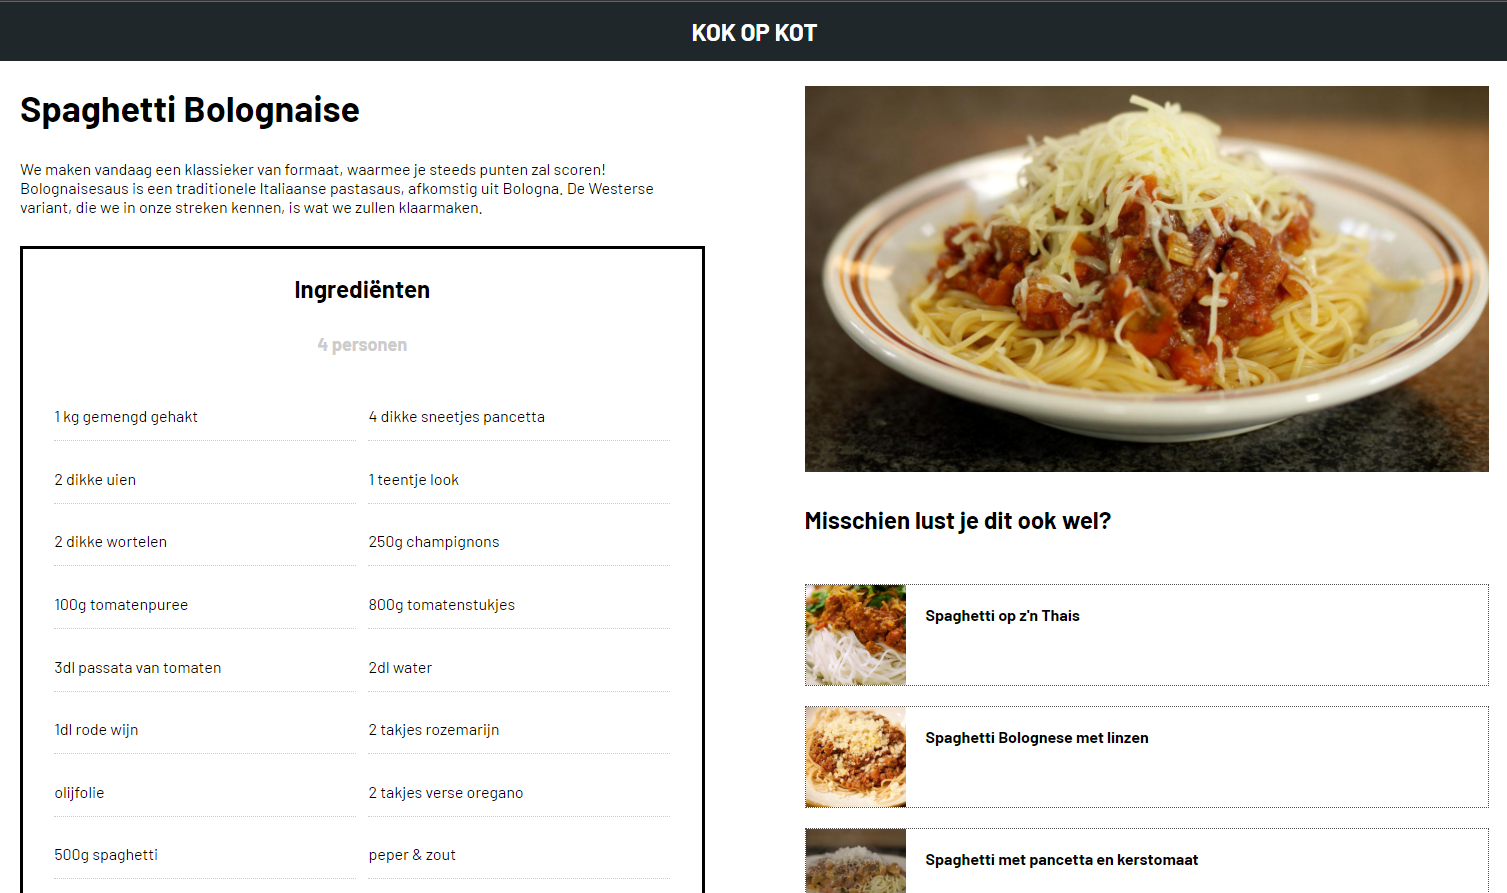 KOK OP KOT
Spaghetti Bolognaise
We maken vandaag een klassieker van formaat, waarmee je steeds punten zal scoren!
Bolognaisesaus is een traditionele Italiaanse pastasaus, afkomstig uit Bologna. De Westerse
variant, die we in onze streken kennen, is wat we zullen klaarmaken.
Ingrediënten
4 personen
1 kg gemengd gehakt
4 dikke sneetjes pancetta
2 dikke uien
1 teentje look
2 dikke wortelen
250g champignons
100g tomatenpuree
800g tomatenstukjes
3dl passata van tomaten
2dl water
1dl rode wijn
2 takjes rozemarijn
olijfolie
2 takjes verse oregano
500g spaghetti
peper & zout
Misschien lust je dit ook wel?
Spaghetti op z'n Thais
Spaghetti Bolognese met linzen
Spaghetti met pancetta en kerstomaat